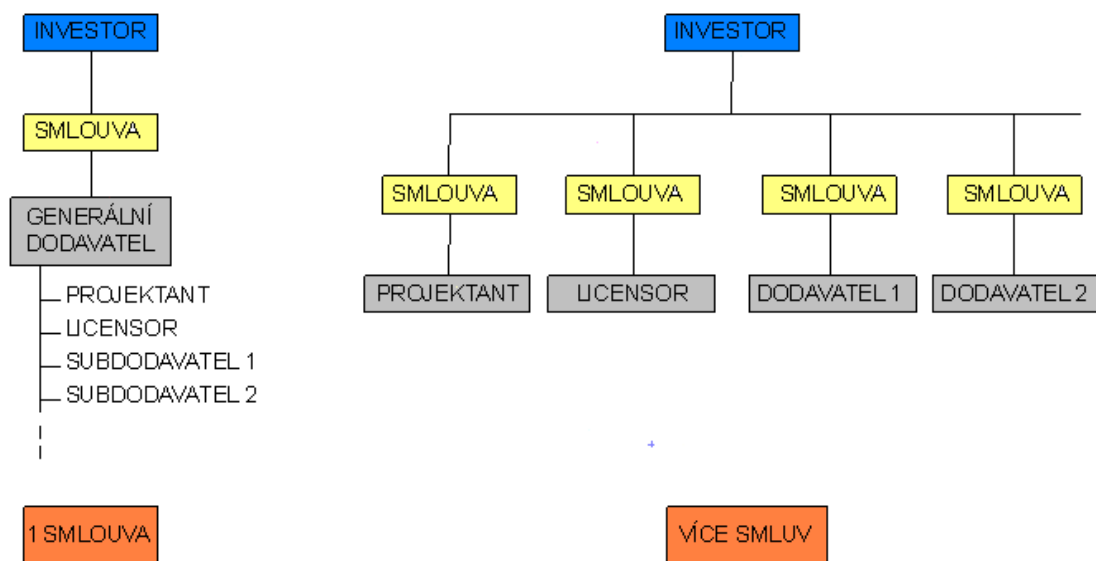 INVESTOR
SMLOUVA
GENERÁLNÍ
DODAVATEL
PROJEKTANT
LICENSOR
SUBDODAVATEL 1
SUBDODAVATEL 2
1 SMLOUVA
INVESTOR
SMLOUVA SMLOUVA SMLOUVA SMLOUVA
PROJEKTANT LICENSOR DODAVATEL 1 DODAVATEL 2
VÍCE SMLUV